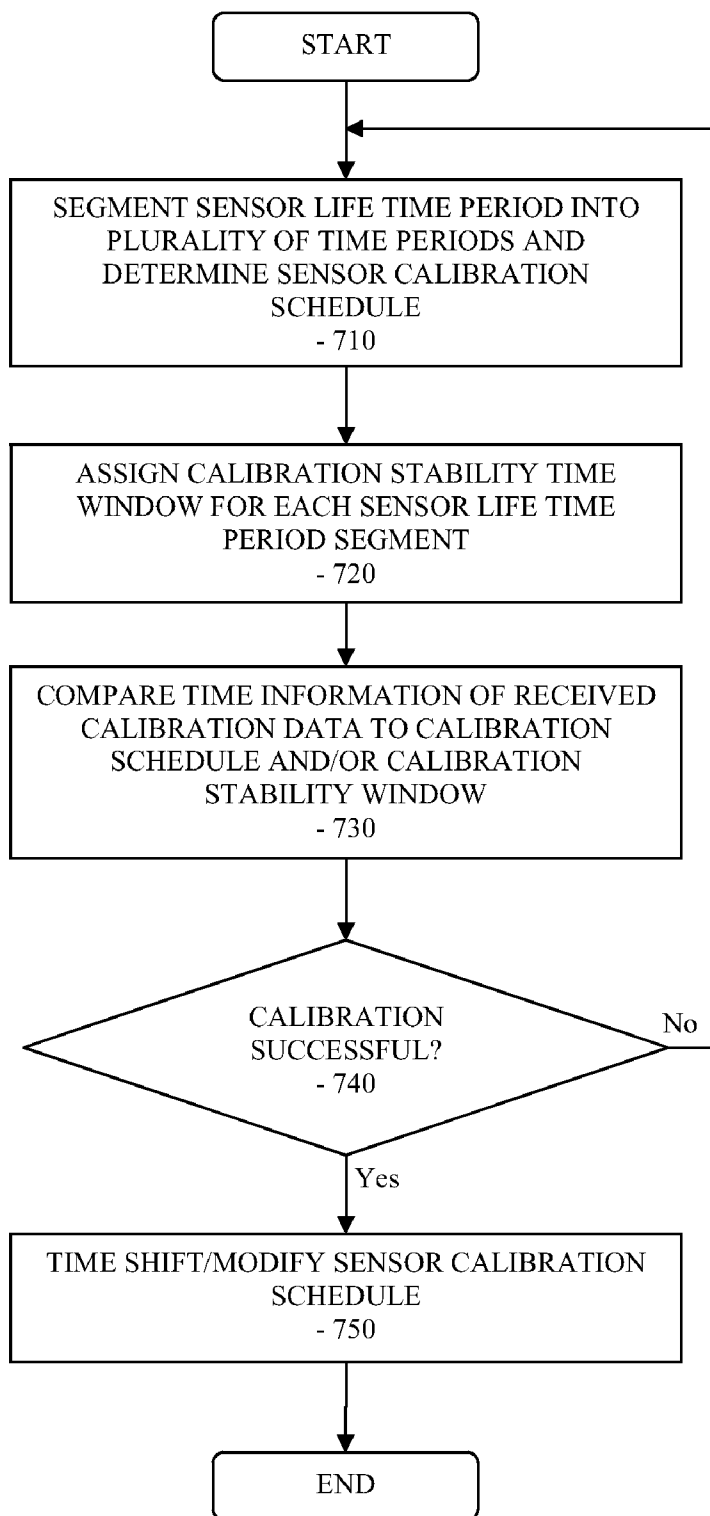 START
SEGMENT SENSOR LIFE TIME PERIOD INTO
PLURALITY OF TIME PERIODS AND
DETERMINE SENSOR CALIBRATION
SCHEDULE
- 710
ASSIGN CALIBRATION STABILITY TIME
WINDOW FOR EACH SENSOR LIFE TIME
PERIOD SEGMENT
- 720
COMPARE TIME INFORMATION OF RECEIVED
CALIBRATION DATA TO CALIBRATION
SCHEDULE AND/OR CALIBRATION
STABILITY WINDOW
- 730
CALIBRATION
SUCCESSFUL?
- 740
No
Yes
TIME SHIFT/MODIFY SENSOR CALIBRATION
SCHEDULE
- 750
END